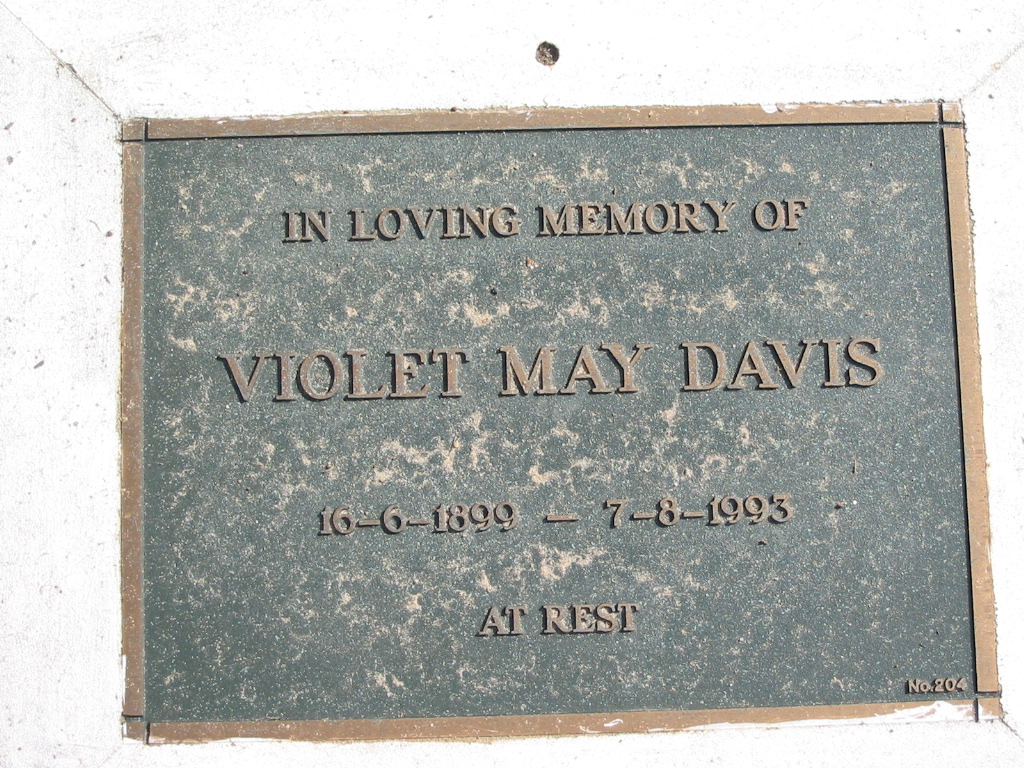 IN LOVING MEMORY OF
VIOLET MAY DAVIS
16-6-1899 — 7-8-1993
AT REST
No.204